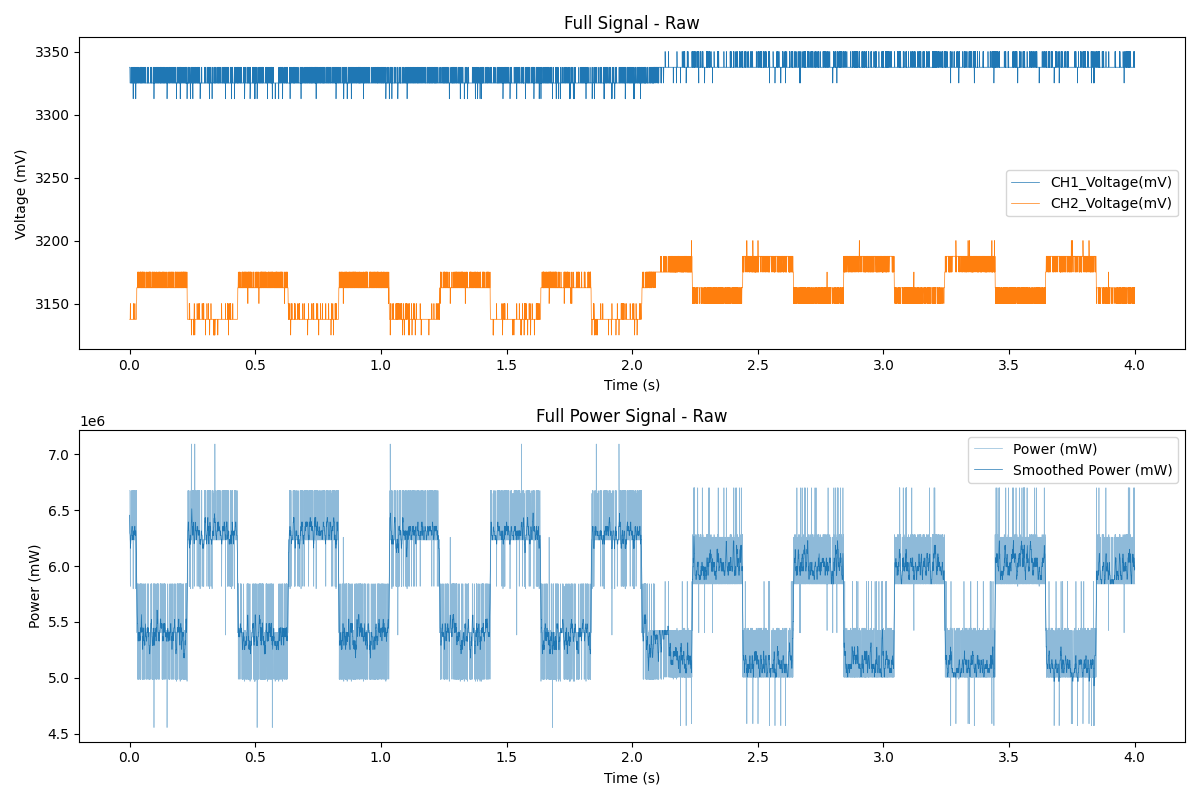 Full Signal - Raw
Voltage (mV)
3350
3300
3250
3200
3150
CH1_Voltage(mV)
CH2_Voltage(mV)
0.0 0.5 1.0 1.5 2.0 2.5 3.0 3.5 4.0
Time (s)
Full Power Signal - Raw
1e6
Power (mW)
7.0
6.5
6.0
5.5
5.0
4.5
Power (mW)
Smoothed Power (mW)
0.0 0.5 1.0 1.5 2.0 2.5 3.0 3.5 4.0
Time (s)